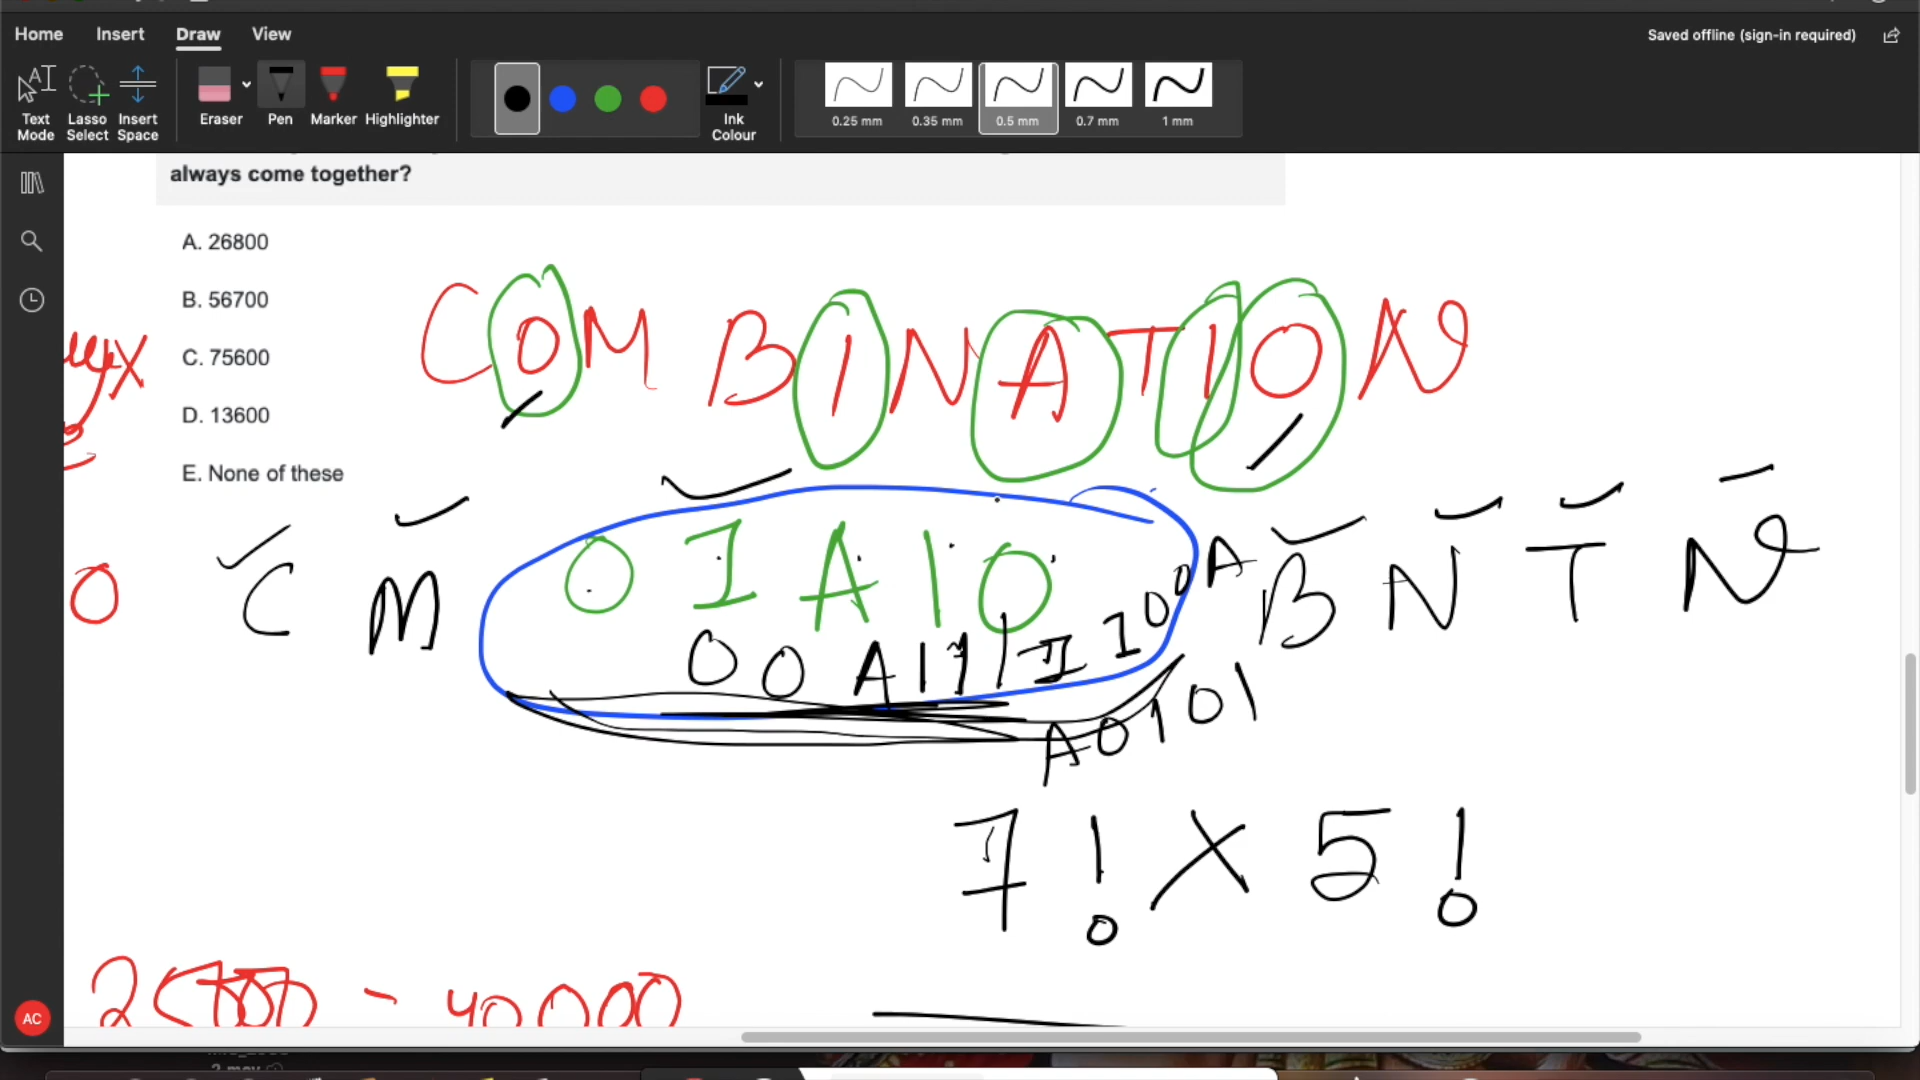 Home Insert Draw View Saved offline (sign-in required)
Text Mode Lasso Select Insert Space Eraser Pen Marker Highlighter Ink Colour 0.25 mm 0.35 mm 0.5 mm 0.7 mm 1 mm
always come together?
A. 26800
B. 56700
C. 75600
D. 13600
E. None of these
COMBINATION
O C M O I A I O B N T N
O O A I I I O O A
A O I O I
7! X 5!
- 40000
AC